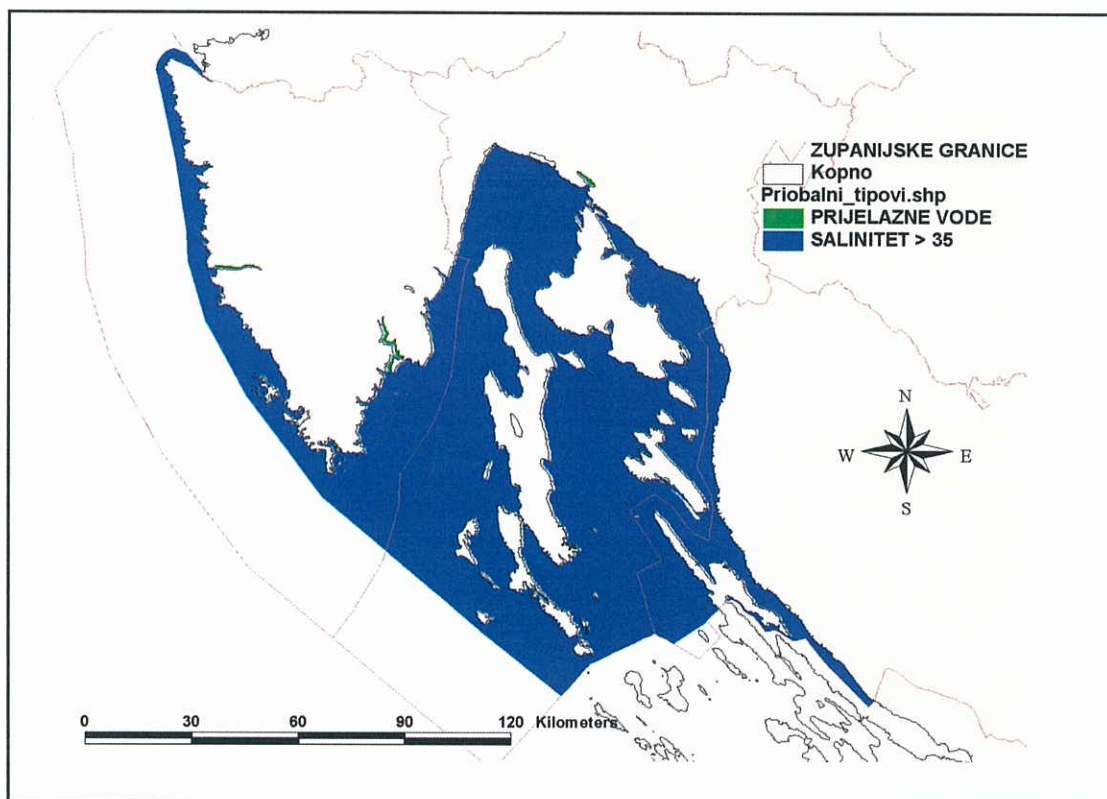 ZUPANIJSKE GRANICE
Kopno
Priobalni_tipovi.shp
PRIJELAZNE VODE
SALINITET > 35
N
W E
S
0 30 60 90 120 Kilometers